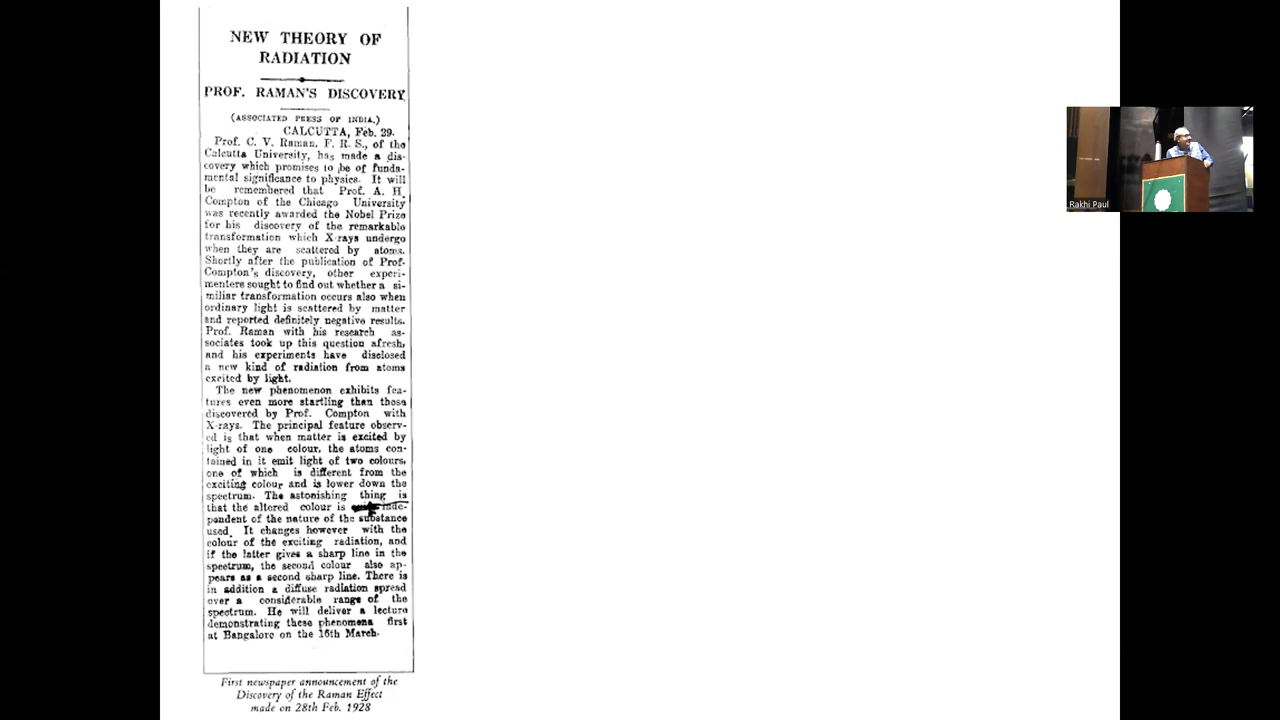 NEW THEORY OF
RADIATION
PROF. RAMAN'S DISCOVERY
(ASSOCIATED PRESS OF INDIA.)
CALCUTTA, Feb. 29.
Prof. C. V. Raman, F. R. S., of the
Calcutta University, has made a dis-
covery which promises to be of funda-
mental significance to physics. It will
be remembered that Prof. A. H.
Compton of the Chicago University
was recently awarded the Nobel Prize
for his discovery of the remarkable
transformation which X-rays undergo
when they are scattered by atoms.
Shortly after the publication of Prof.
Compton's discovery, other experi-
menters sought to find out whether a si-
miliar transformation occurs also when
ordinary light is scattered by matter
and reported definitely negative results.
Prof. Raman with his research as-
sociates took up this question afresh,
and his experiments have disclosed
a new kind of radiation from atoms
excited by light.
The new phenomenon exhibits fea-
tures even more startling than those
discovered by Prof. Compton with
X-rays. The principal feature observ-
ed is that when matter is excited by
light of one colour, the atoms con-
tained in it emit light of two colours,
one of which is different from the
exciting colour and is lower down the
spectrum. The astonishing thing is
that the altered colour is inde-
pendent of the nature of the substance
used. It changes however with the
colour of the exciting radiation, and
if the latter gives a sharp line in the
spectrum, the second colour also ap-
pears as a second sharp line. There is
in addition a diffuse radiation spread
over a considerable range of the
spectrum. He will deliver a lecture
demonstrating these phenomena first
at Bangalore on the 16th March.
First newspaper announcement of the
Discovery of the Raman Effect
made on 28th Feb. 1928
Rakhi Paul